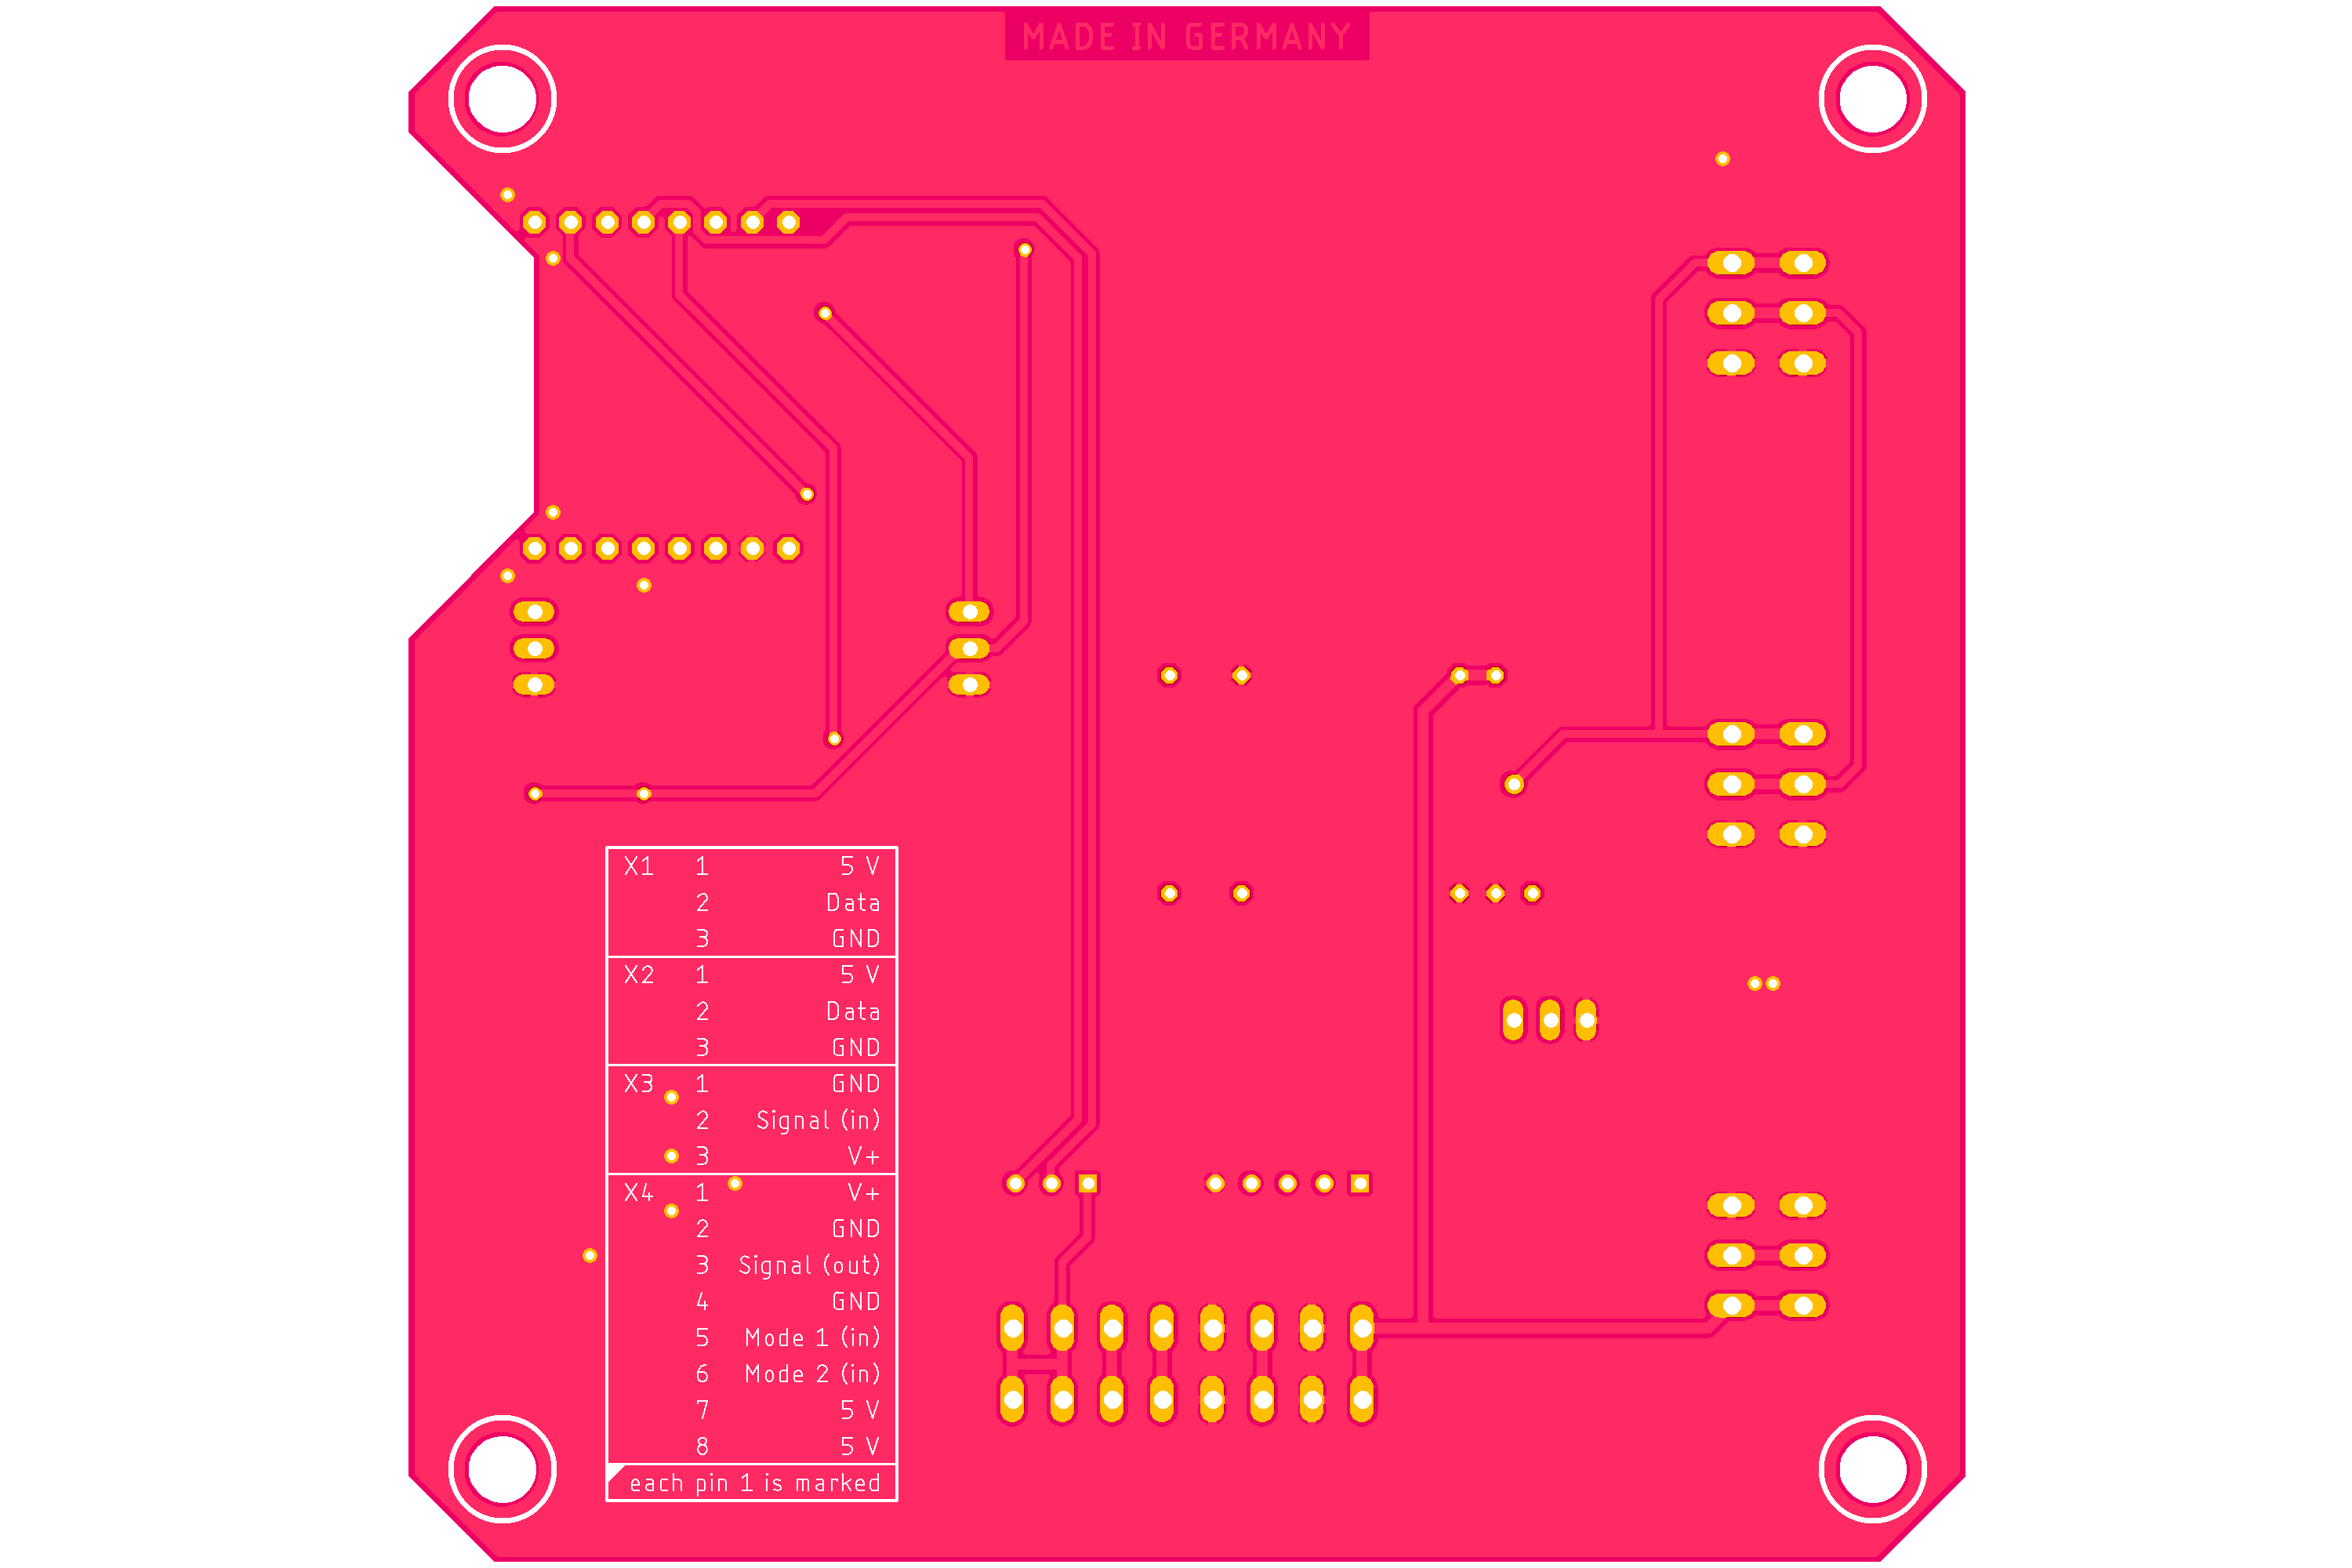 MADE IN GERMANY
X1 1 5 V
2 Data
3 GND
X2 1 5 V
2 Data
3 GND
X3 1 GND
2 Signal (in)
3 V+
X4 1 V+
2 GND
3 Signal (out)
4 GND
5 Mode 1 (in)
6 Mode 2 (in)
7 5 V
8 5 V
each pin 1 is marked